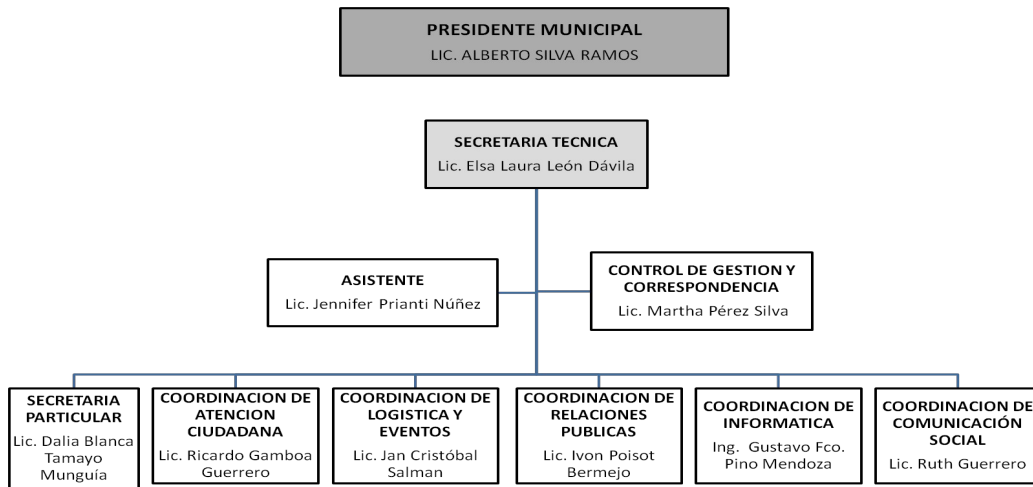 PRESIDENTE MUNICIPAL
LIC. ALBERTO SILVA RAMOS
SECRETARIA TECNICA
Lic. Elsa Laura León Dávila
ASISTENTE
Lic. Jennifer Prianti Núñez
CONTROL DE GESTION Y
CORRESPONDENCIA
Lic. Martha Pérez Silva
SECRETARIA
PARTICULAR
Lic. Dalia Blanca
Tamayo
Munguía
COORDINACION DE
ATENCION
CIUDADANA
Lic. Ricardo Gamboa
Guerrero
COORDINACION DE
LOGISTICA Y
EVENTOS
Lic. Jan Cristóbal
Salman
COORDINACION DE
RELACIONES
PUBLICAS
Lic. Ivon Poisot
Bermejo
COORDINACION DE
INFORMATICA
Ing. Gustavo Fco.
Pino Mendoza
COORDINACION DE
COMUNICACIÓN
SOCIAL
Lic. Ruth Guerrero